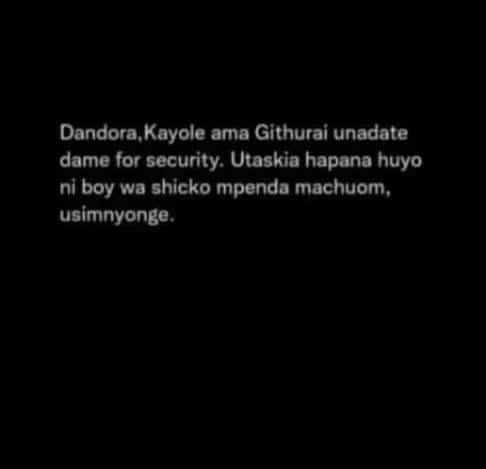 Dandora,Kayole ama Githurai unadate
dame for security. Utaskia hapana huyo
ni boy wa shicko mpenda machuom,
usimnyonge.